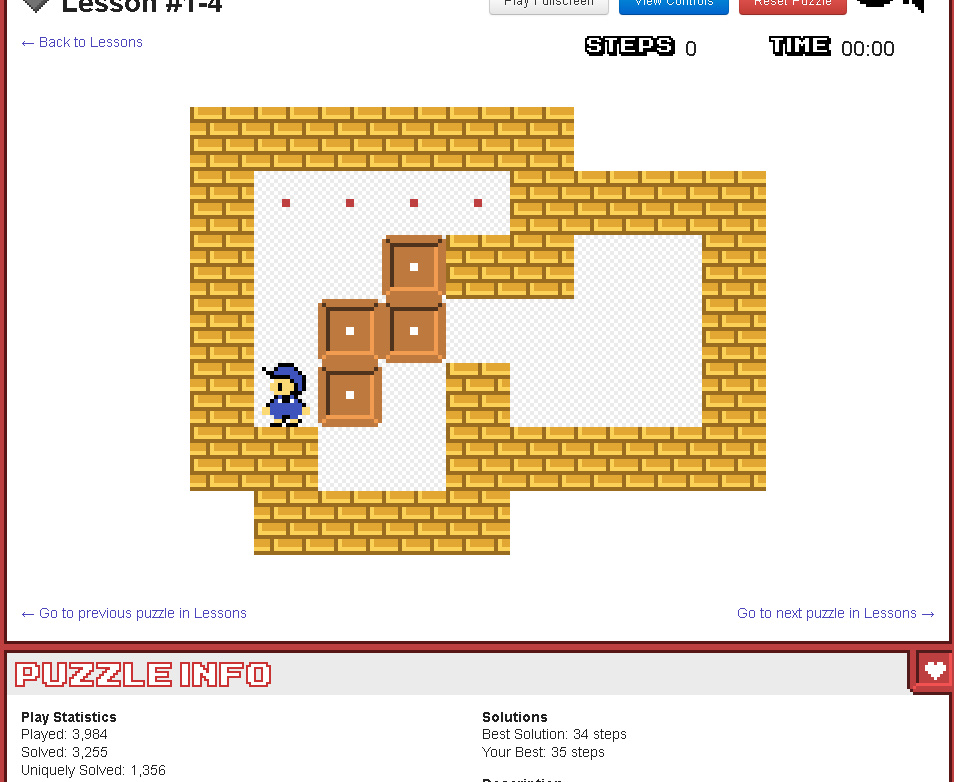 Lesson #1-4
Play Fullscreen
View Controls
Reset Puzzle
← Back to Lessons
STEPS 0
TIME 00:00
← Go to previous puzzle in Lessons
Go to next puzzle in Lessons →
PUZZLE INFO
Play Statistics
Played: 3,984
Solved: 3,255
Uniquely Solved: 1,356
Solutions
Best Solution: 34 steps
Your Best: 35 steps
Description